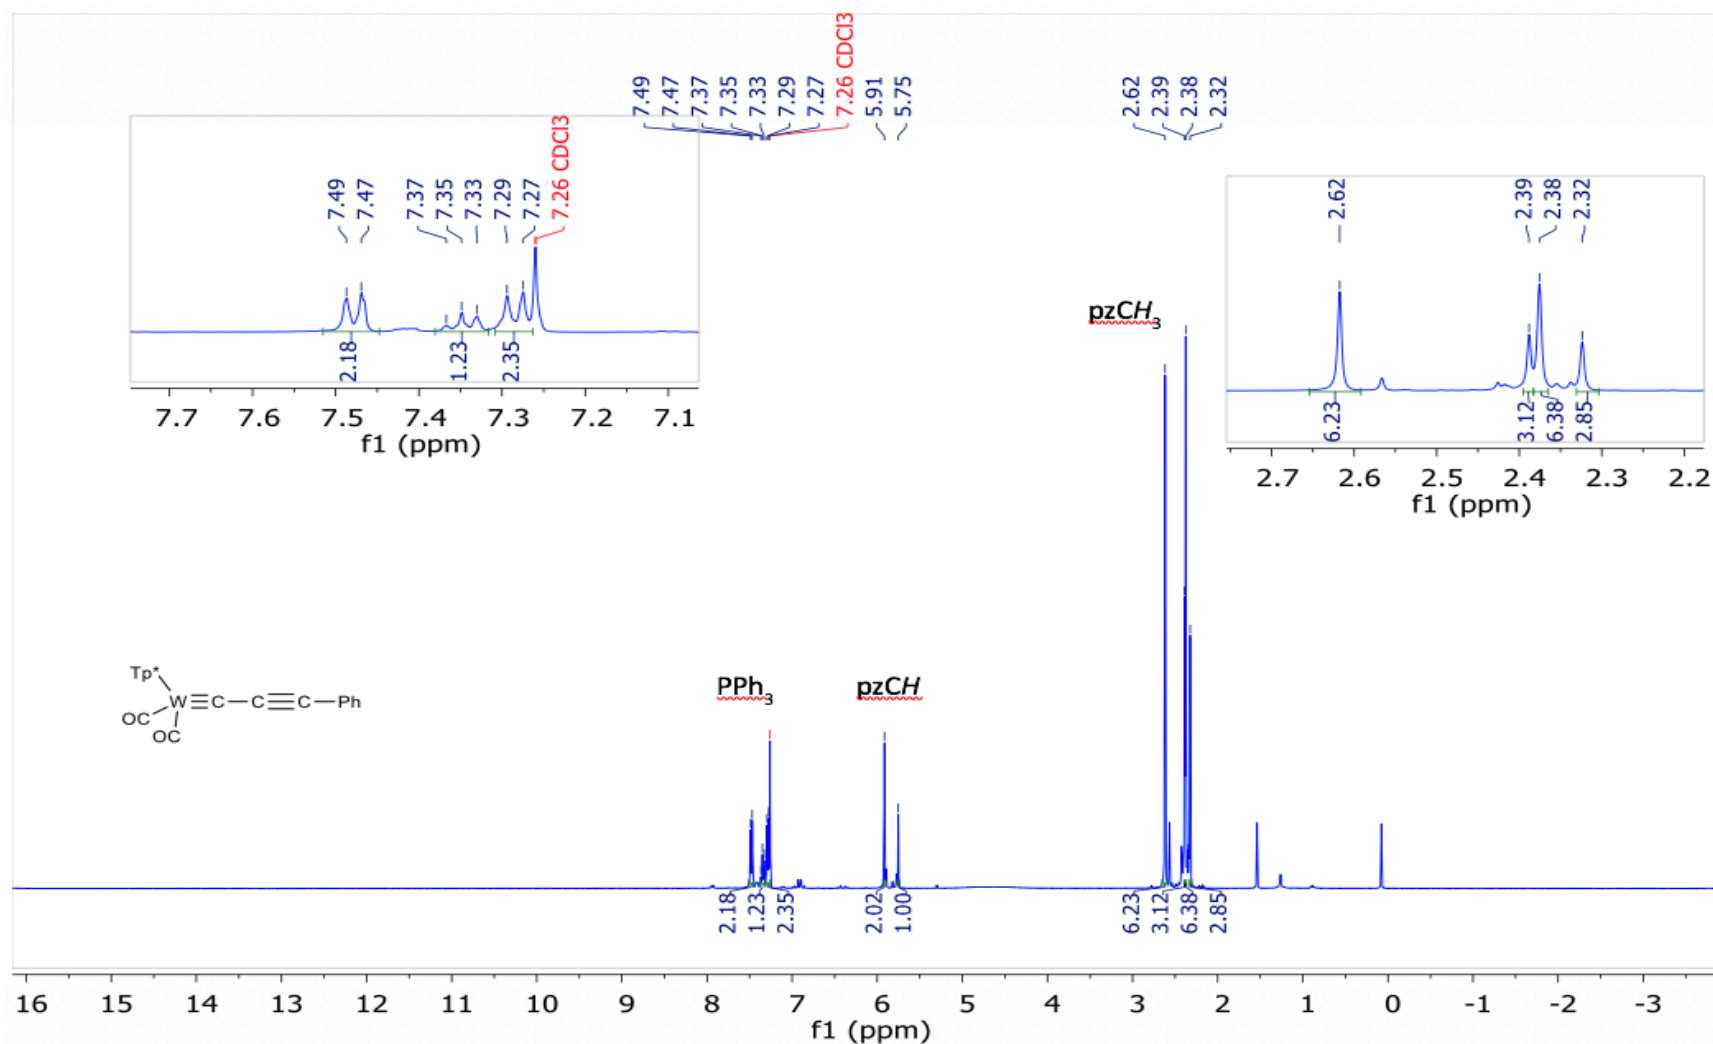 7.49
7.47
7.37
7.35
7.33
7.29
7.27
7.26 CDCl3
5.91
5.75
2.62
2.39
2.38
2.32
7.49
7.47
7.37
7.35
7.33
7.29
7.27
7.26 CDCl3
2.18
1.23
2.35
7.7 7.6 7.5 7.4 7.3 7.2 7.1
f1 (ppm)
2.62
2.39
2.38
2.32
6.23
3.12
6.38
2.85
2.7 2.6 2.5 2.4 2.3 2.2
f1 (ppm)
pzCH3
Tp*
W≡C—C≡C—Ph
OC
OC
PPh3
pzCH
2.18
1.23
2.35
2.02
1.00
6.23
3.12
6.38
2.85
16 15 14 13 12 11 10 9 8 7 6 5 4 3 2 1 0 -1 -2 -3
f1 (ppm)